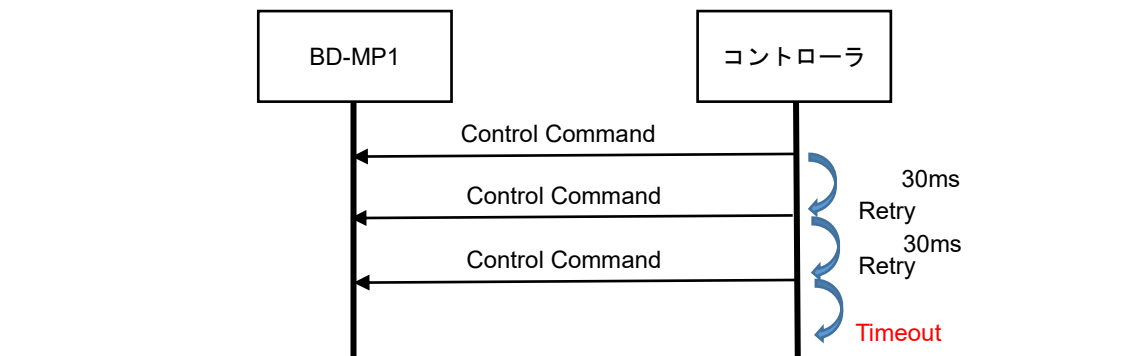 BD-MP1
コントローラ
Control Command
30ms
Control Command
Retry
30ms
Control Command
Retry
Timeout